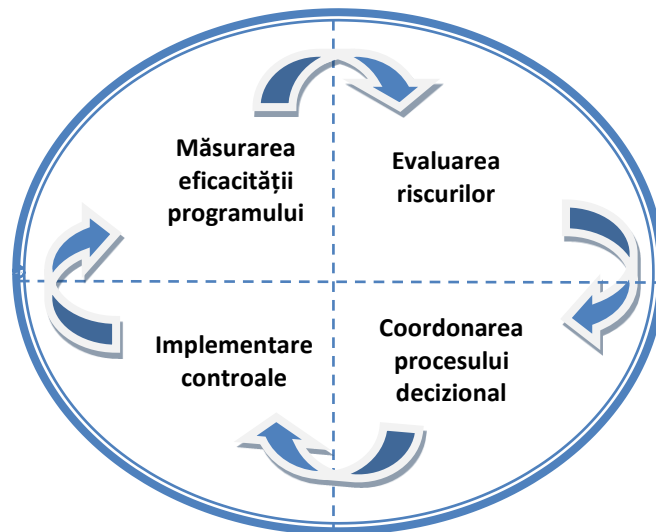 Măsurarea
eficacității
programului
Evaluarea
riscurilor
Implementare
controale
Coordonarea
procesului
decizional